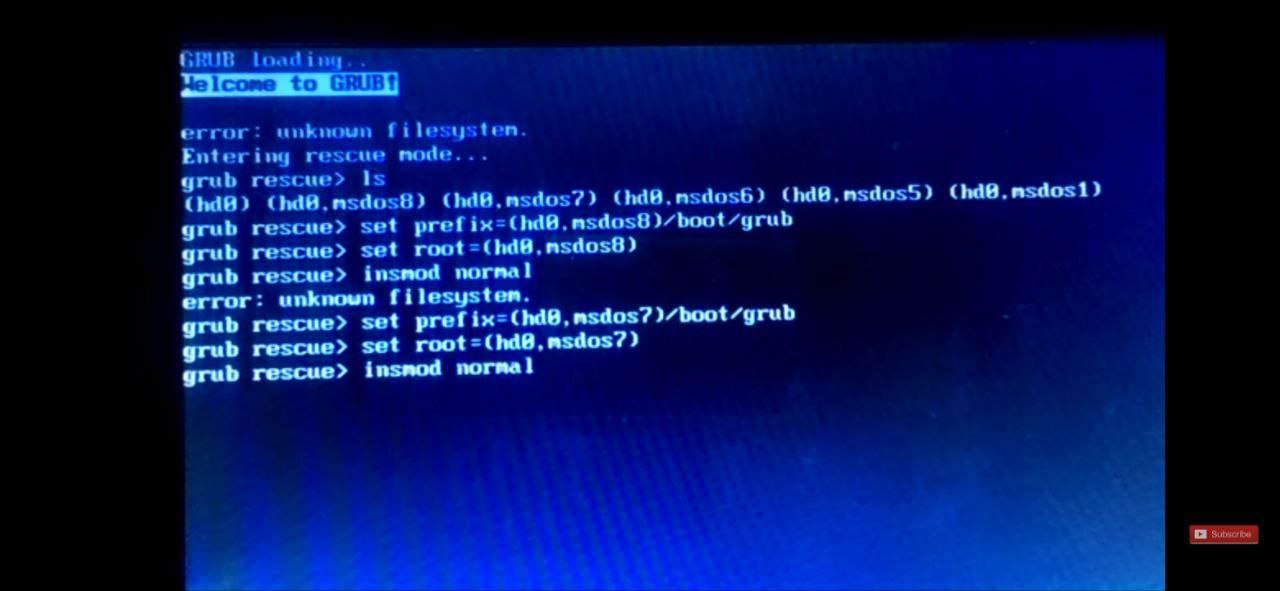 GRUB loading..
Welcome to GRUB!
error: unknown filesystem.
Entering rescue mode...
grub rescue> ls
(hd0) (hd0,msdos8) (hd0,msdos7) (hd0,msdos6) (hd0,msdos5) (hd0,msdos1)
grub rescue> set prefix=(hd0,msdos8)/boot/grub
grub rescue> set root=(hd0,msdos8)
grub rescue> insmod normal
error: unknown filesystem.
grub rescue> set prefix=(hd0,msdos7)/boot/grub
grub rescue> set root=(hd0,msdos7)
grub rescue> insmod normal
Subscribe